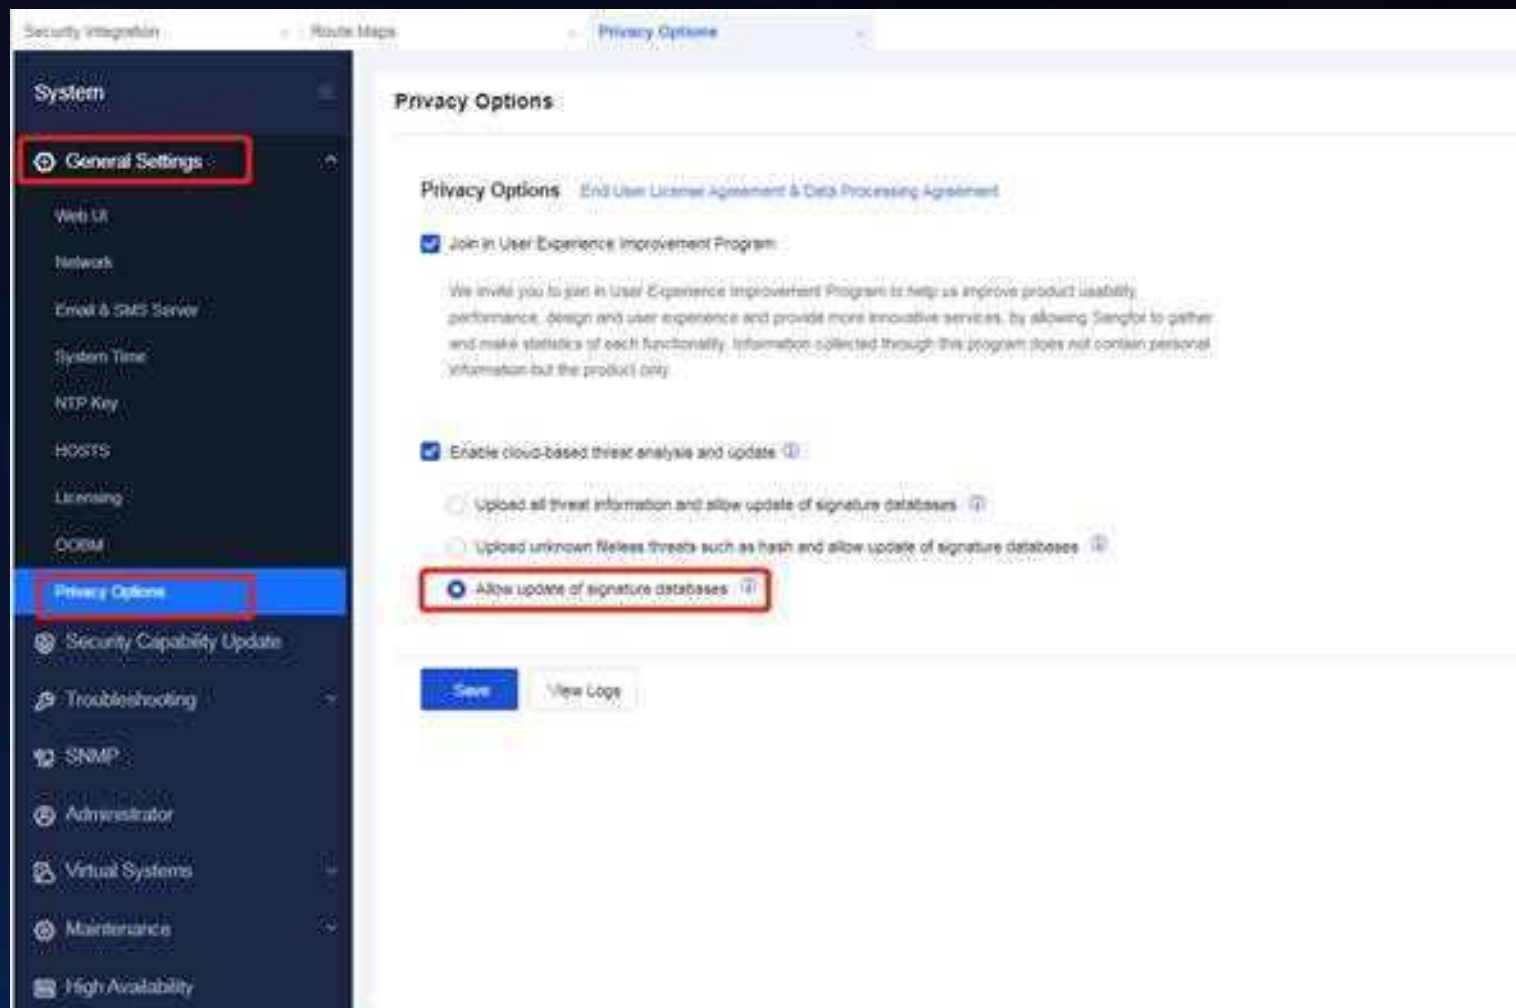 Security Integration
Route Maps
Privacy Options
System
Privacy Options
General Settings
Privacy Options End User License Agreement & Data Processing Agreement
Web UI
Join in User Experience Improvement Program
Network
We invite you to join in User Experience Improvement Program to help us improve product usability,
performance, design and user experience and provide more innovative services, by allowing Sangfor to gather
and make statistics of each functionality. Information collected through this program does not contain personal
information but the product only.
Email & SMS Server
System Time
NTP Key
HOSTS
Enable cloud-based threat analysis and update
Licensing
Upload all threat information and allow update of signature databases
OOBM
Upload unknown fileless threats such as hash and allow update of signature databases
Privacy Options
Allow update of signature databases
Security Capability Update
Save
View Logs
Troubleshooting
SNMP
Administrator
Virtual Systems
Maintenance
High Availability